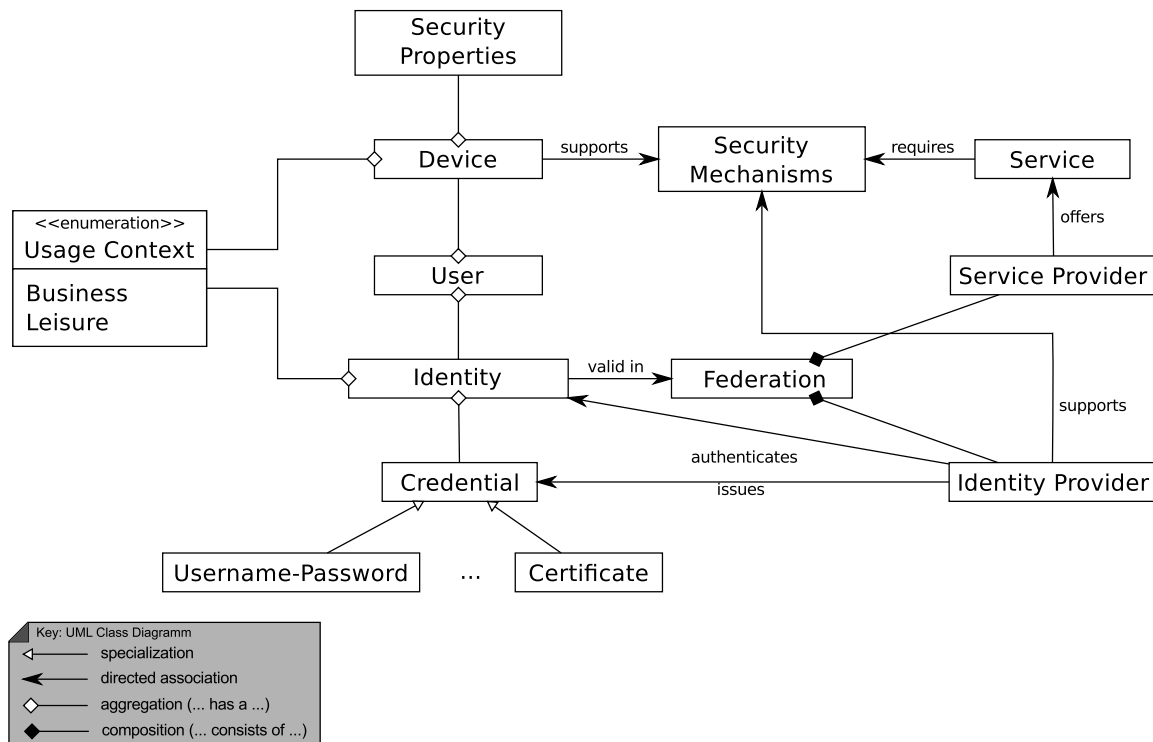 Security
Properties
Device
supports
Security
Mechanisms
requires
Service
<<enumeration>>
Usage Context
Business
Leisure
offers
User
Service Provider
Identity
valid in
Federation
supports
authenticates
Credential
issues
Identity Provider
Username-Password
...
Certificate
Key: UML Class Diagramm
specialization
directed association
aggregation (... has a ...)
composition (... consists of ...)